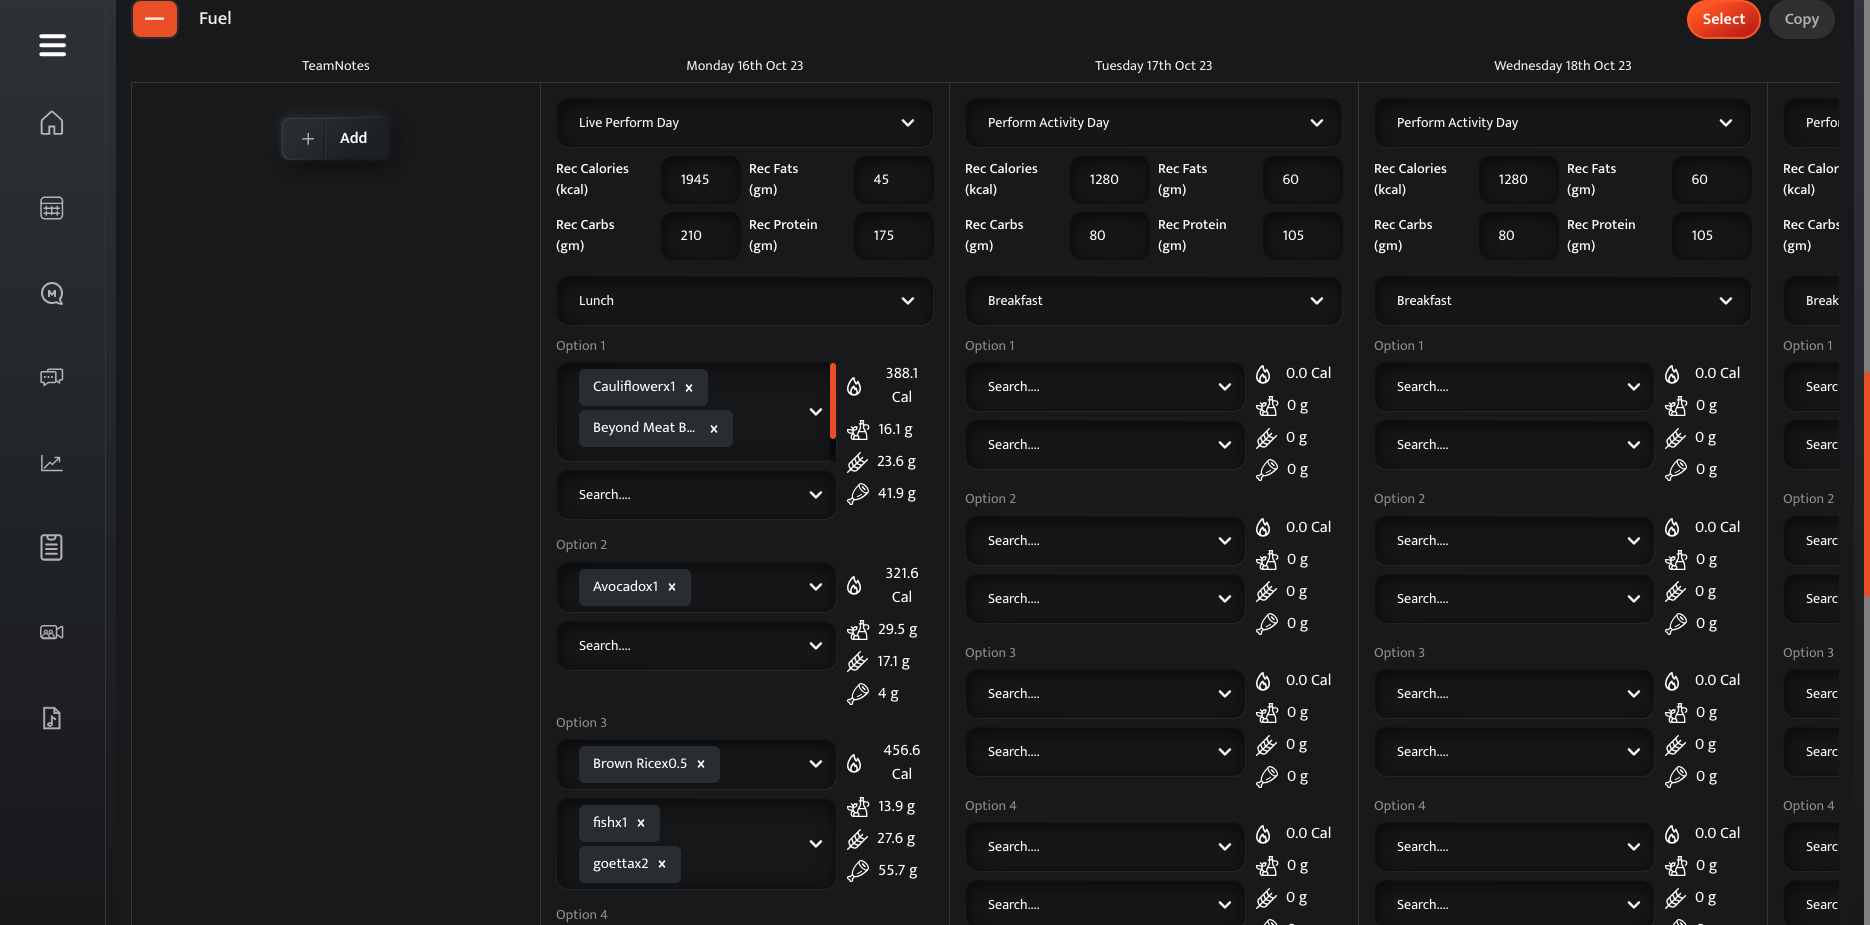 Fuel
Select
Copy
TeamNotes
Monday 16th Oct 23
Tuesday 17th Oct 23
Wednesday 18th Oct 23
Add
Live Perform Day
Rec Calories (kcal)
1945
Rec Fats (gm)
45
Rec Carbs (gm)
210
Rec Protein (gm)
175
Lunch
Option 1
Cauliflowerx1
Beyond Meat B...
Search....
388.1 Cal
16.1 g
23.6 g
41.9 g
Option 2
Avocadox1
Search....
321.6 Cal
29.5 g
17.1 g
4 g
Option 3
Brown Ricex0.5
fishx1
goettax2
456.6 Cal
13.9 g
27.6 g
55.7 g
Option 4
Perform Activity Day
Rec Calories (kcal)
1280
Rec Fats (gm)
60
Rec Carbs (gm)
80
Rec Protein (gm)
105
Breakfast
Option 1
Search....
Search....
0.0 Cal
0 g
0 g
0 g
Option 2
Search....
Search....
0.0 Cal
0 g
0 g
0 g
Option 3
Search....
Search....
0.0 Cal
0 g
0 g
0 g
Option 4
Search....
Search....
0.0 Cal
0 g
0 g
Perform Activity Day
Rec Calories (kcal)
1280
Rec Fats (gm)
60
Rec Carbs (gm)
80
Rec Protein (gm)
105
Breakfast
Option 1
Search....
Search....
0.0 Cal
0 g
0 g
0 g
Option 2
Search....
Search....
0.0 Cal
0 g
0 g
0 g
Option 3
Search....
Search....
0.0 Cal
0 g
0 g
0 g
Option 4
Search....
Search....
0.0 Cal
0 g
0 g
Perfo
Rec Calor
(kcal)
Rec Carbs
(gm)
Break
Option 1
Searc
Searc
Option 2
Searc
Searc
Option 3
Searc
Searc
Option 4
Searc
Searc